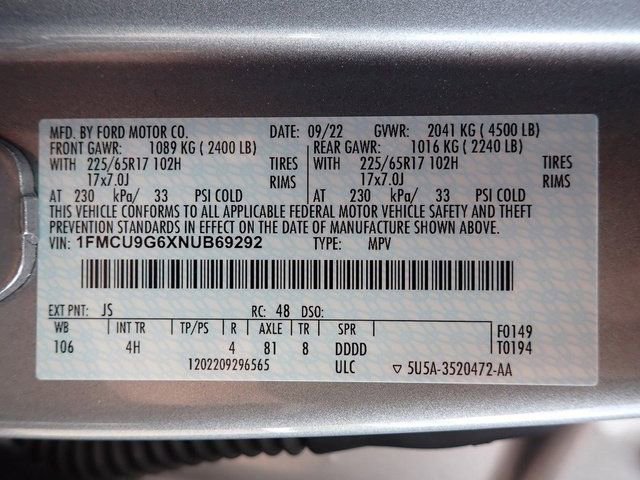 MFD. BY FORD MOTOR CO. DATE: 09/22 GVWR: 2041 KG (4500 LB)
FRONT GAWR: 1089 KG (2400 LB) REAR GAWR: 1016 KG (2240 LB)
WITH 225/65R17 102H TIRES WITH 225/65R17 102H TIRES
17x7.0J RIMS 17x7.0J RIMS
AT 230 kPa/ 33 PSI COLD AT 230 kPa/ 33 PSI COLD
THIS VEHICLE CONFORMS TO ALL APPLICABLE FEDERAL MOTOR VEHICLE SAFETY AND THEFT
PREVENTION STANDARDS IN EFFECT ON THE DATE OF MANUFACTURE SHOWN ABOVE.
VIN: 1FMCU9G6XNUB69292 TYPE: MPV
EXT PNT: JS RC: 48 DSO:
WB INT TR TP/PS R AXLE TR SPR F0149
106 4H 4 81 8 DDDD T0194
1202209296565 ULC ▽ 5U5A-3520472-AA